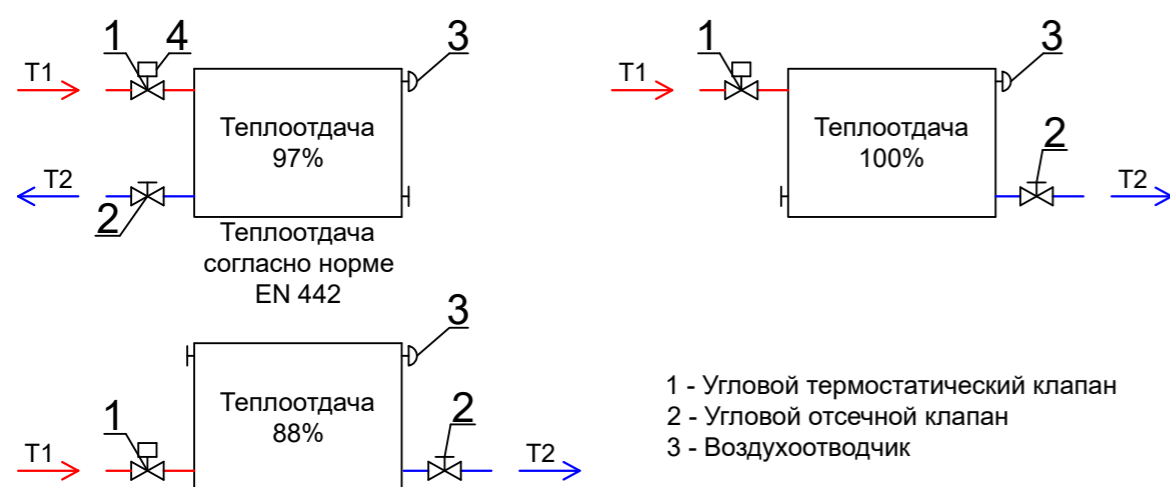 1 4 3
T1
Теплоотдача
97%
T2
2
Теплоотдача
согласно норме
EN 442
1 3
T1
Теплоотдача
100%
2
T2
3
Теплоотдача
88%
1 2
T1 T2
1 - Угловой термостатический клапан
2 - Угловой отсечной клапан
3 - Воздухоотводчик